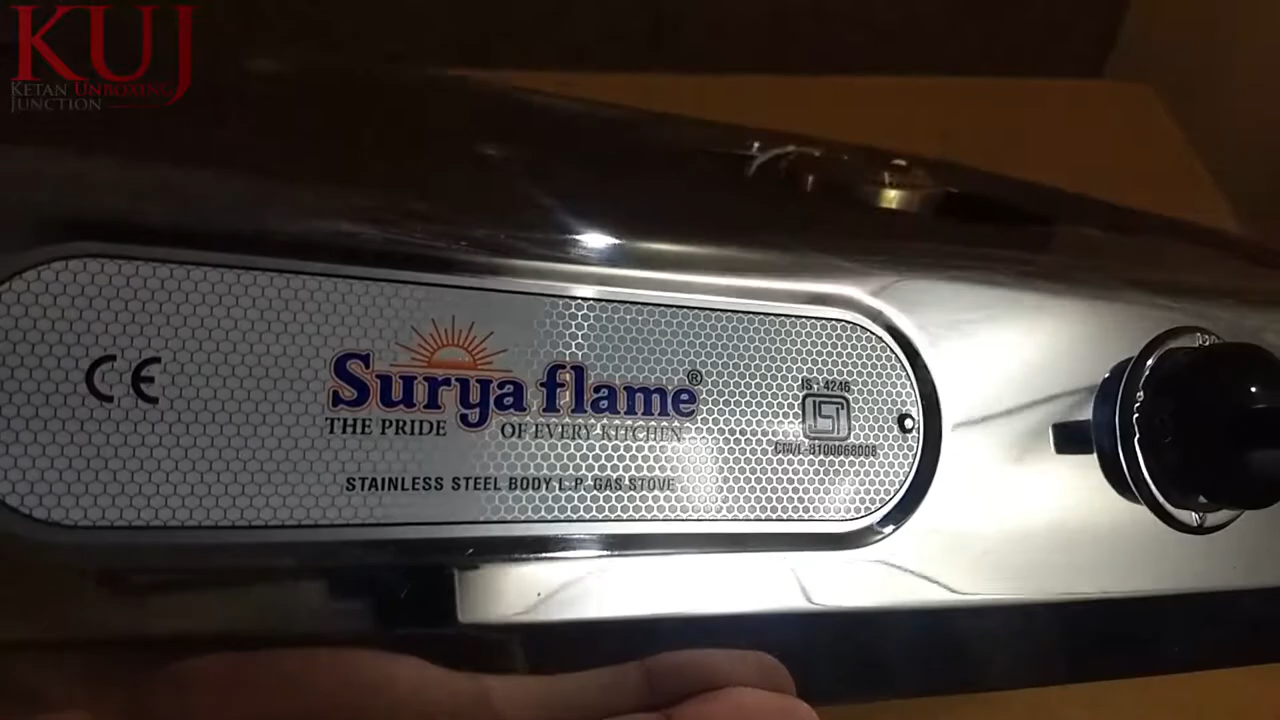 KUJ
KETAN UNBOXING
JUNCTION
CE
Surya flame®
THE PRIDE OF EVERY KITCHEN
STAINLESS STEEL BODY L.P. GAS STOVE
IS - 4246
ISI
CM/L-8100068008